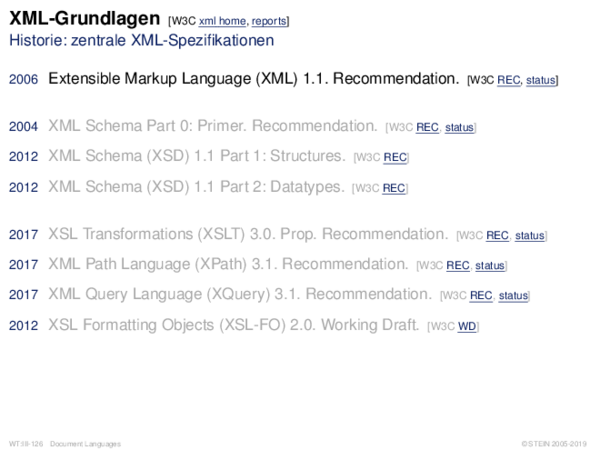 XML-Grundlagen [W3C xml home, reports]
Historie: zentrale XML-Spezifikationen
2006 Extensible Markup Language (XML) 1.1. Recommendation. [W3C REC, status]
2004 XML Schema Part 0: Primer. Recommendation. [W3C REC, status]
2012 XML Schema (XSD) 1.1 Part 1: Structures. [W3C REC]
2012 XML Schema (XSD) 1.1 Part 2: Datatypes. [W3C REC]
2017 XSL Transformations (XSLT) 3.0. Prop. Recommendation. [W3C REC, status]
2017 XML Path Language (XPath) 3.1. Recommendation. [W3C REC, status]
2017 XML Query Language (XQuery) 3.1. Recommendation. [W3C REC, status]
2012 XSL Formatting Objects (XSL-FO) 2.0. Working Draft. [W3C WD]
WT:III-126 Document Languages © STEIN 2005-2019